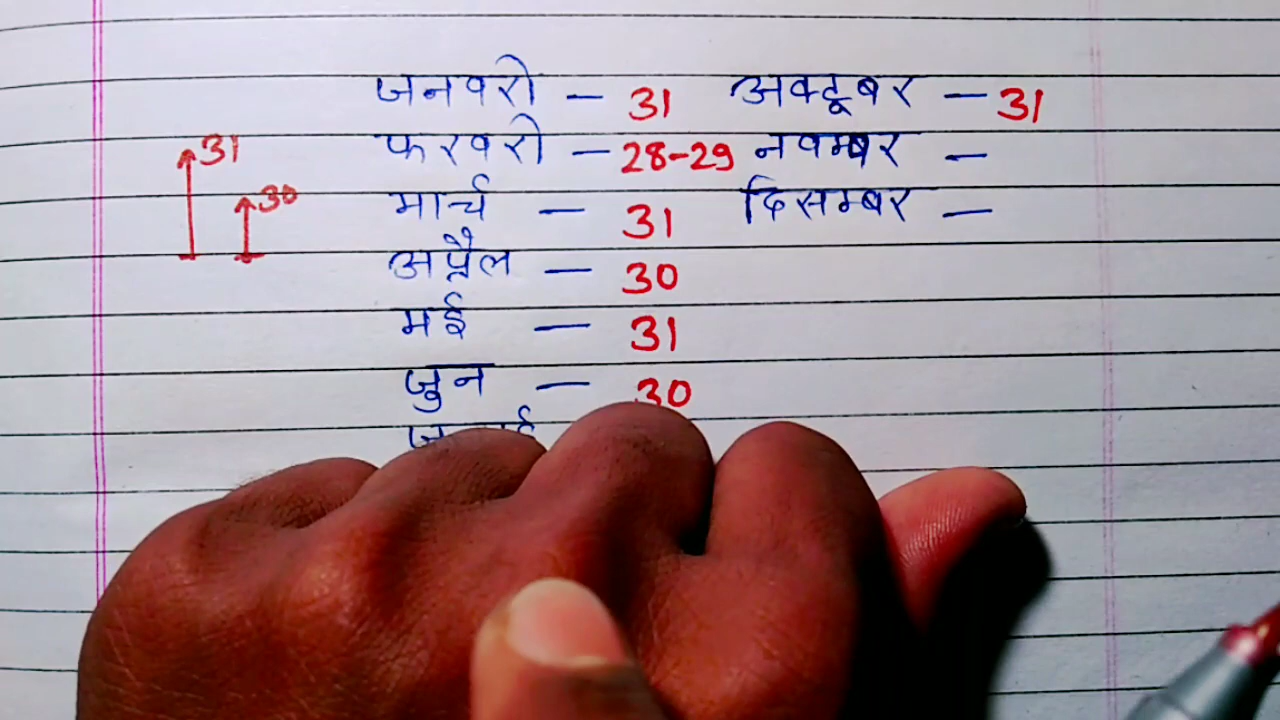 जनवरी - 31 अक्टूबर - 31
31 फरवरी - 28-29 नवम्बर -
30 मार्च - 31 दिसम्बर -
अप्रैल - 30
मई - 31
जुन - 30